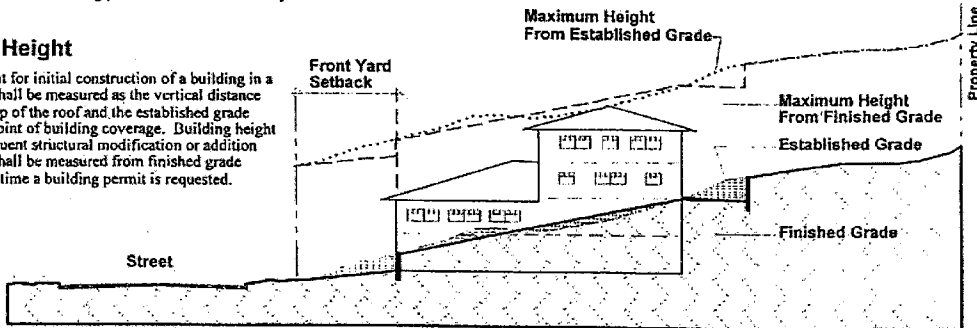 Height
t for initial construction of a building in a
hall be measured as the vertical distance
p of the roof and the established grade
oint of building coverage. Building height
uent structural modification or addition
hall be measured from finished grade
time a building permit is requested.
Front Yard
Setback
Maximum Height
From Established Grade
Property Line
Maximum Height
From Finished Grade
Established Grade
Finished Grade
Street